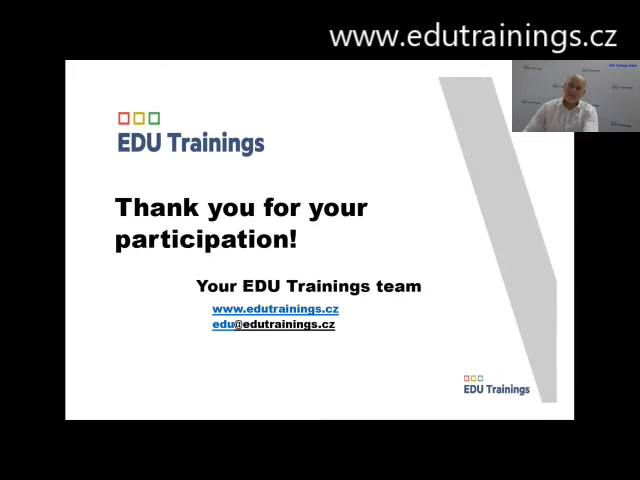 www.edutrainings.cz
EDU Trainings
Thank you for your
participation!
Your EDU Trainings team
www.edutrainings.cz
edu@edutrainings.cz
EDU Trainings